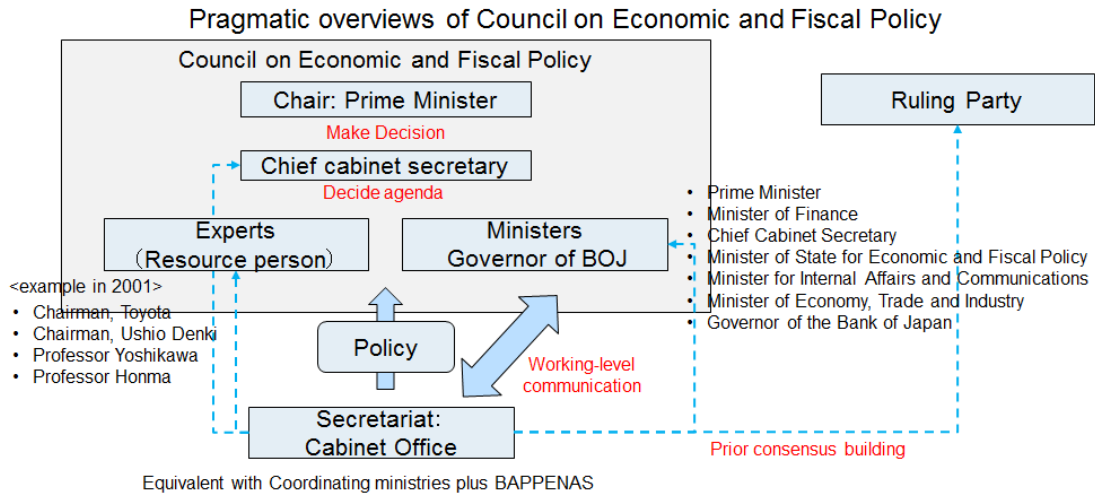 Pragmatic overviews of Council on Economic and Fiscal Policy
Council on Economic and Fiscal Policy
Chair: Prime Minister
Make Decision
Chief cabinet secretary
Decide agenda
Experts
（Resource person）
Ministers
Governor of BOJ
Ruling Party
• Prime Minister
• Minister of Finance
• Chief Cabinet Secretary
• Minister of State for Economic and Fiscal Policy
• Minister for Internal Affairs and Communications
• Minister of Economy, Trade and Industry
• Governor of the Bank of Japan
<example in 2001>
• Chairman, Toyota
• Chairman, Ushio Denki
• Professor Yoshikawa
• Professor Honma
Policy
Working-level
communication
Secretariat:
Cabinet Office
Prior consensus building
Equivalent with Coordinating ministries plus BAPPENAS